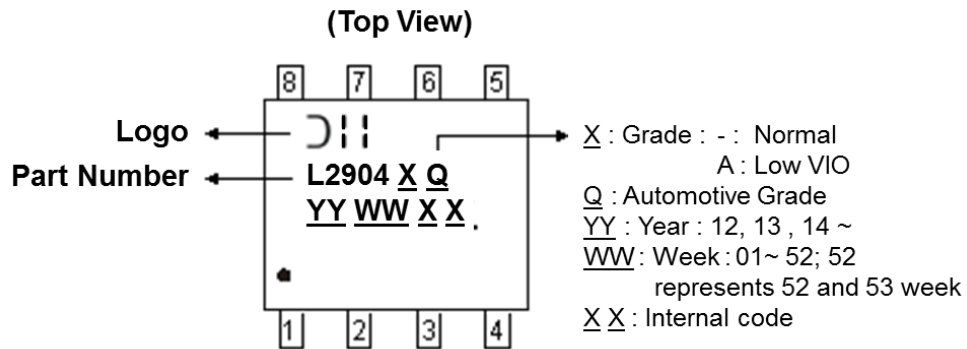 (Top View)
8 7 6 5
Logo
Part Number
L2904 X Q
YY WW X X .
1 2 3 4
X : Grade : - : Normal
A : Low VIO
Q : Automotive Grade
YY : Year : 12, 13 , 14 ~
WW : Week : 01~ 52; 52
represents 52 and 53 week
X X : Internal code